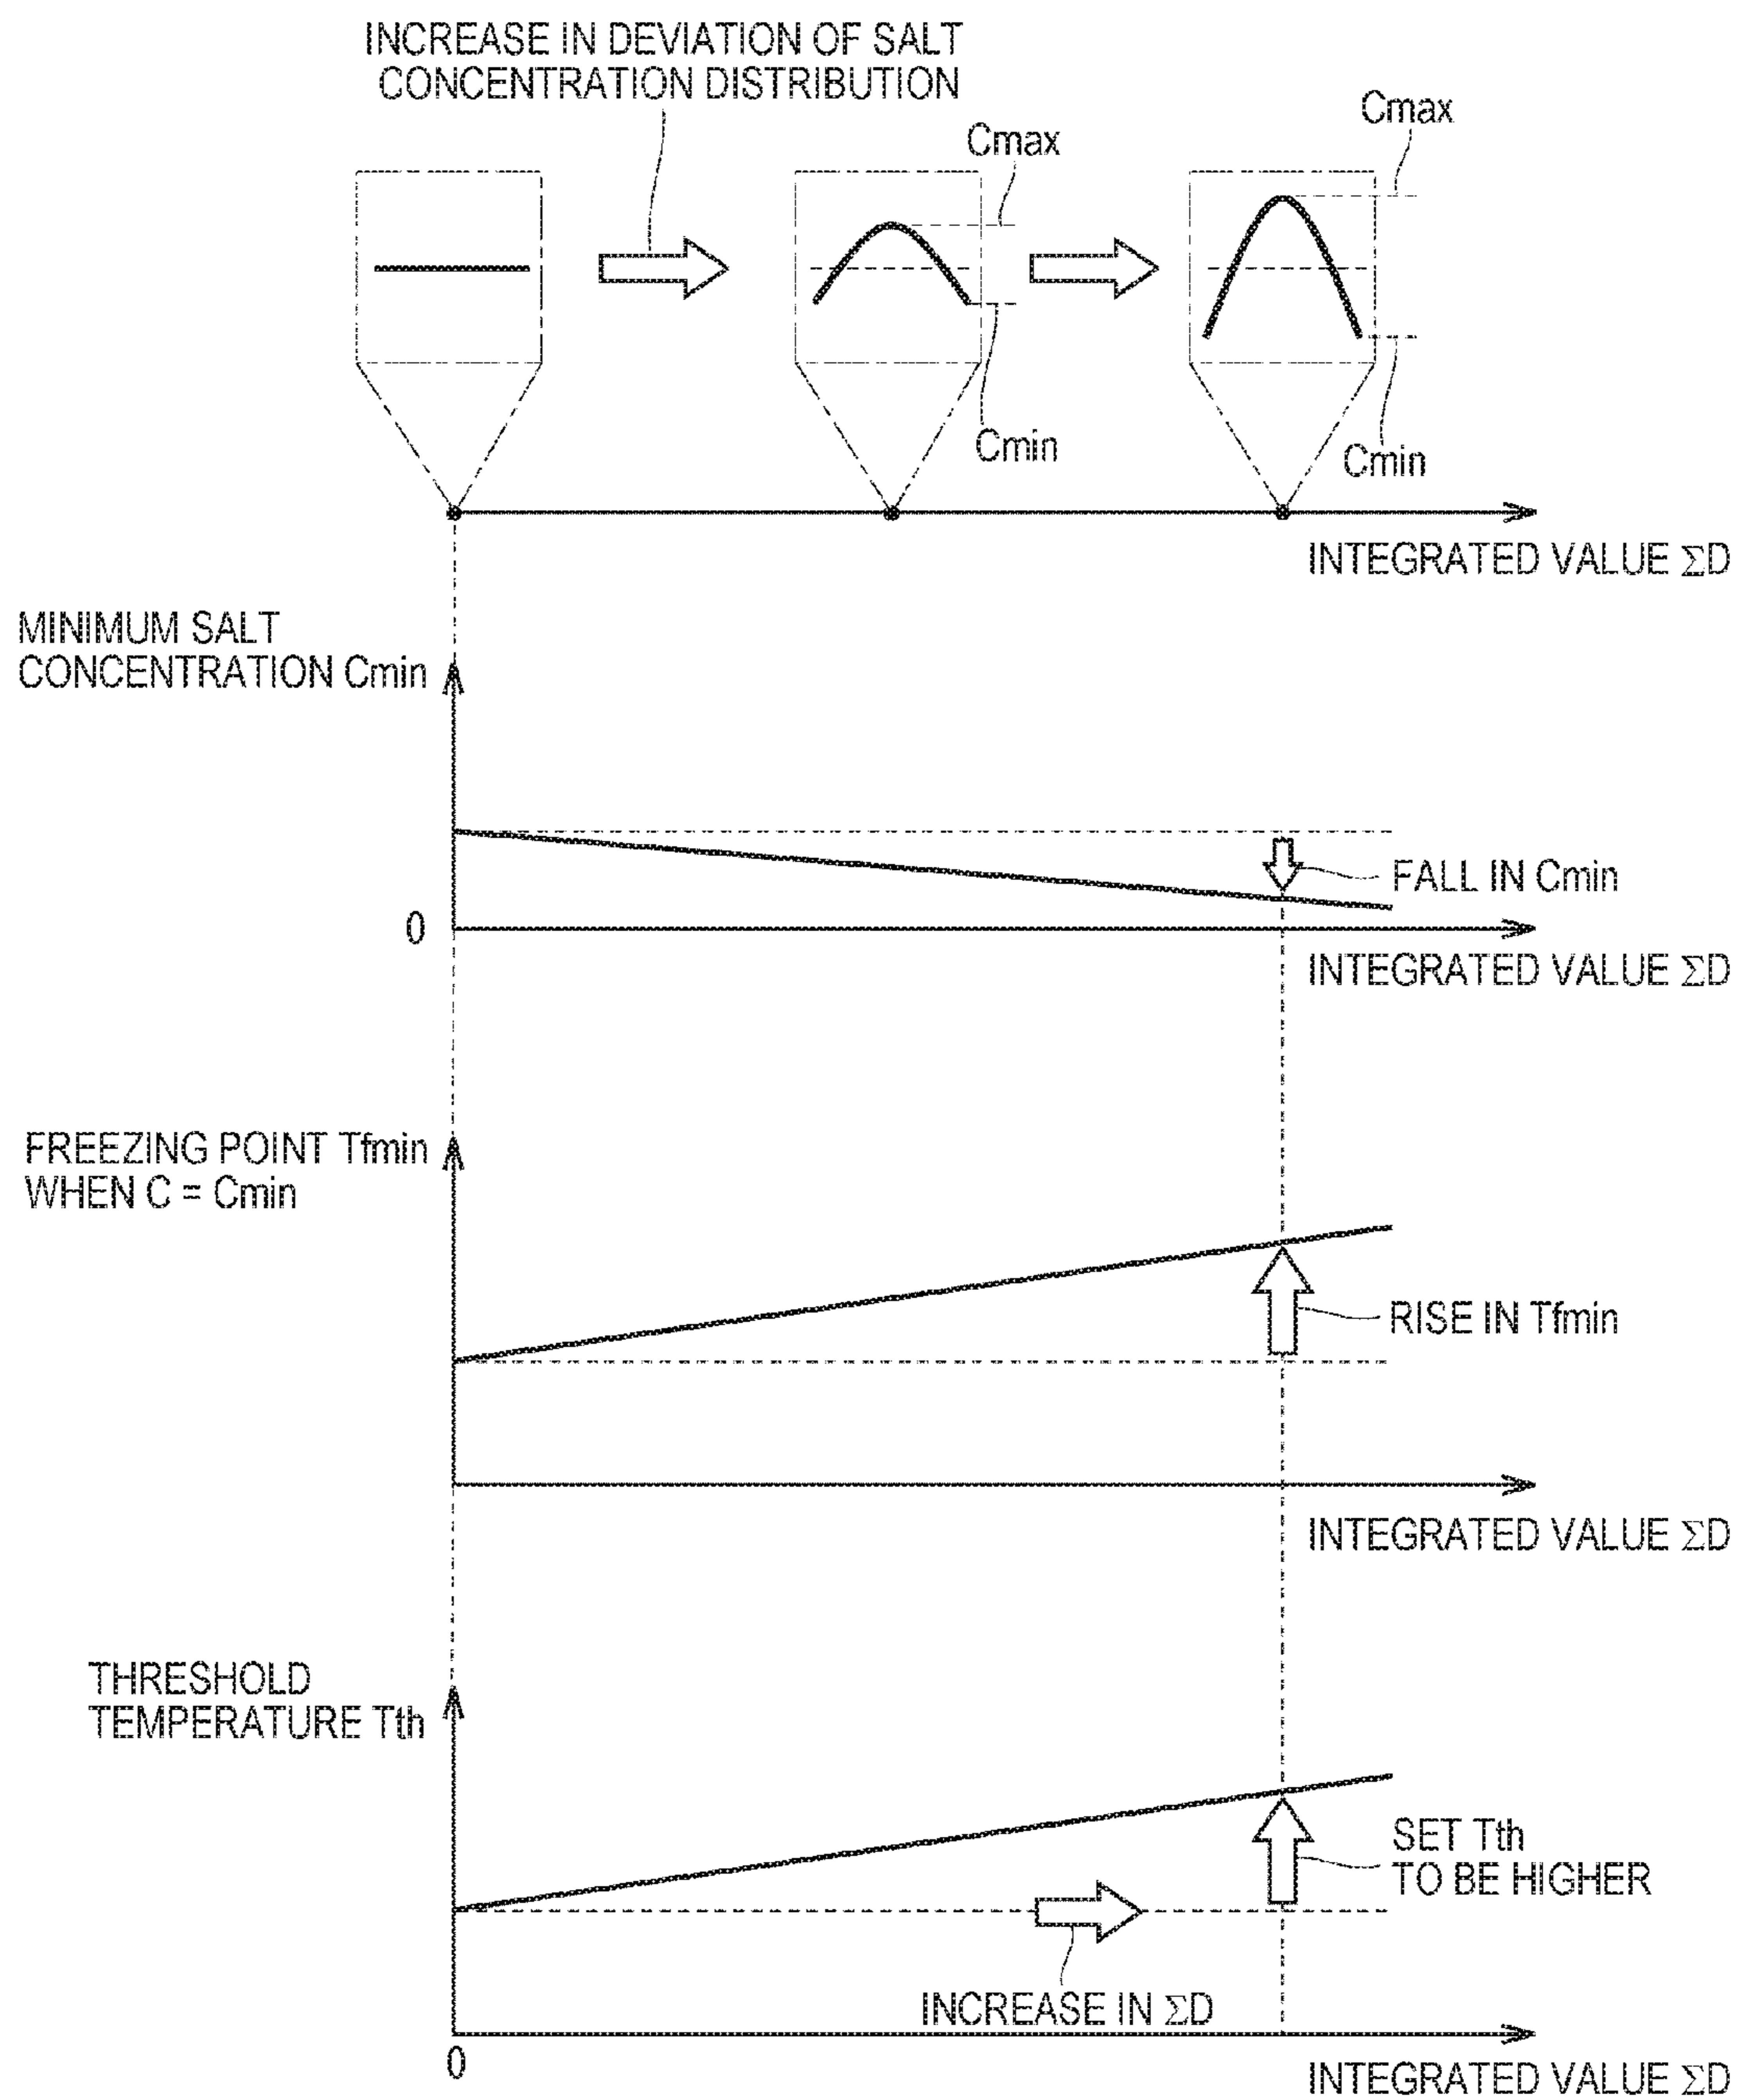 INCREASE IN DEVIATION OF SALT
CONCENTRATION DISTRIBUTION
Cmax
Cmax
Cmin
Cmin
INTEGRATED VALUE ΣD
MINIMUM SALT
CONCENTRATION Cmin
FALL IN Cmin
0
INTEGRATED VALUE ΣD
FREEZING POINT Tfmin
WHEN C = Cmin
RISE IN Tfmin
INTEGRATED VALUE ΣD
THRESHOLD
TEMPERATURE Tth
SET Tth
TO BE HIGHER
INCREASE IN ΣD
0
INTEGRATED VALUE ΣD